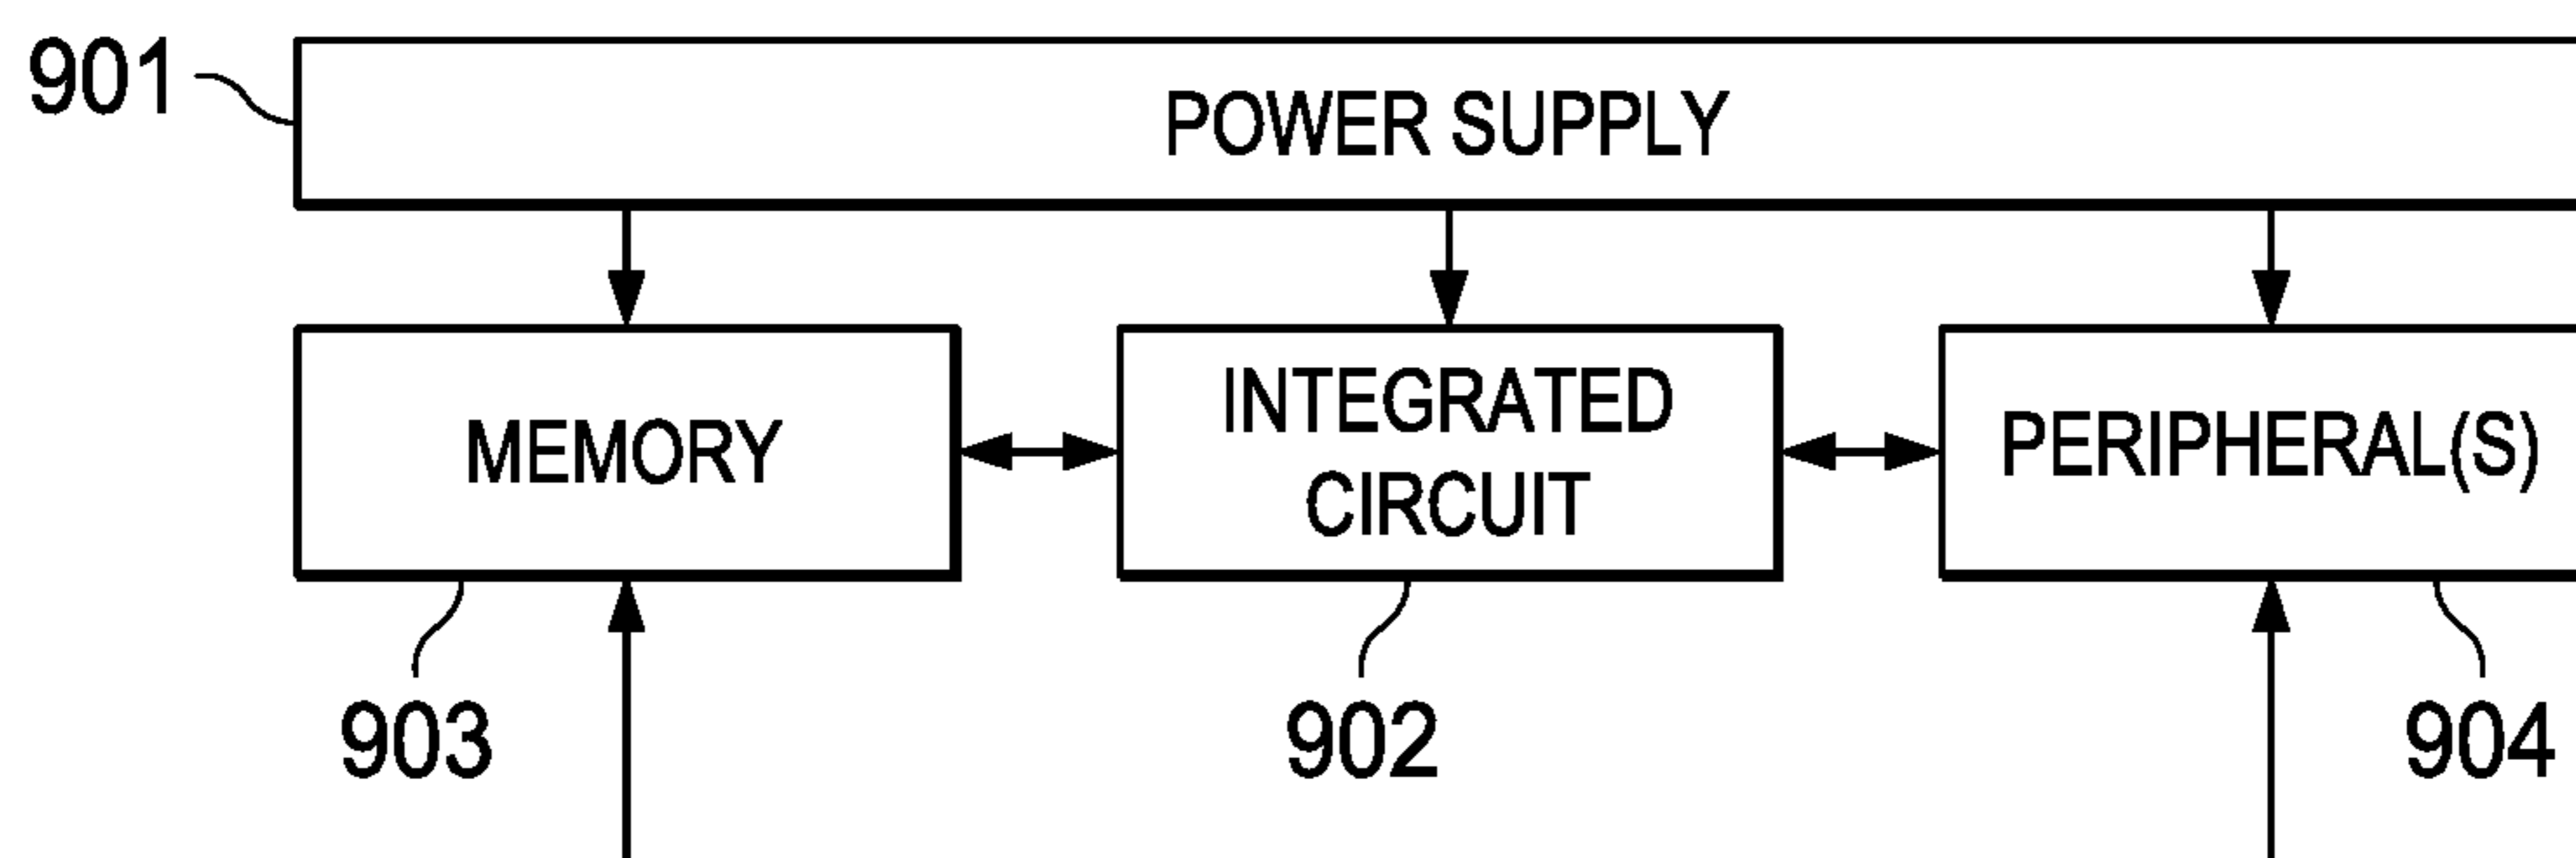 901
POWER SUPPLY
MEMORY
INTEGRATED
CIRCUIT
PERIPHERAL(S)
903
902
904